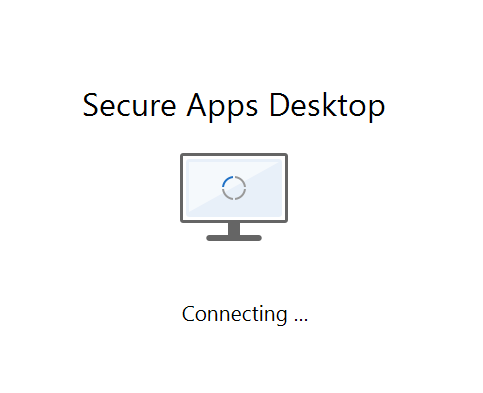 Secure Apps Desktop
Connecting ...